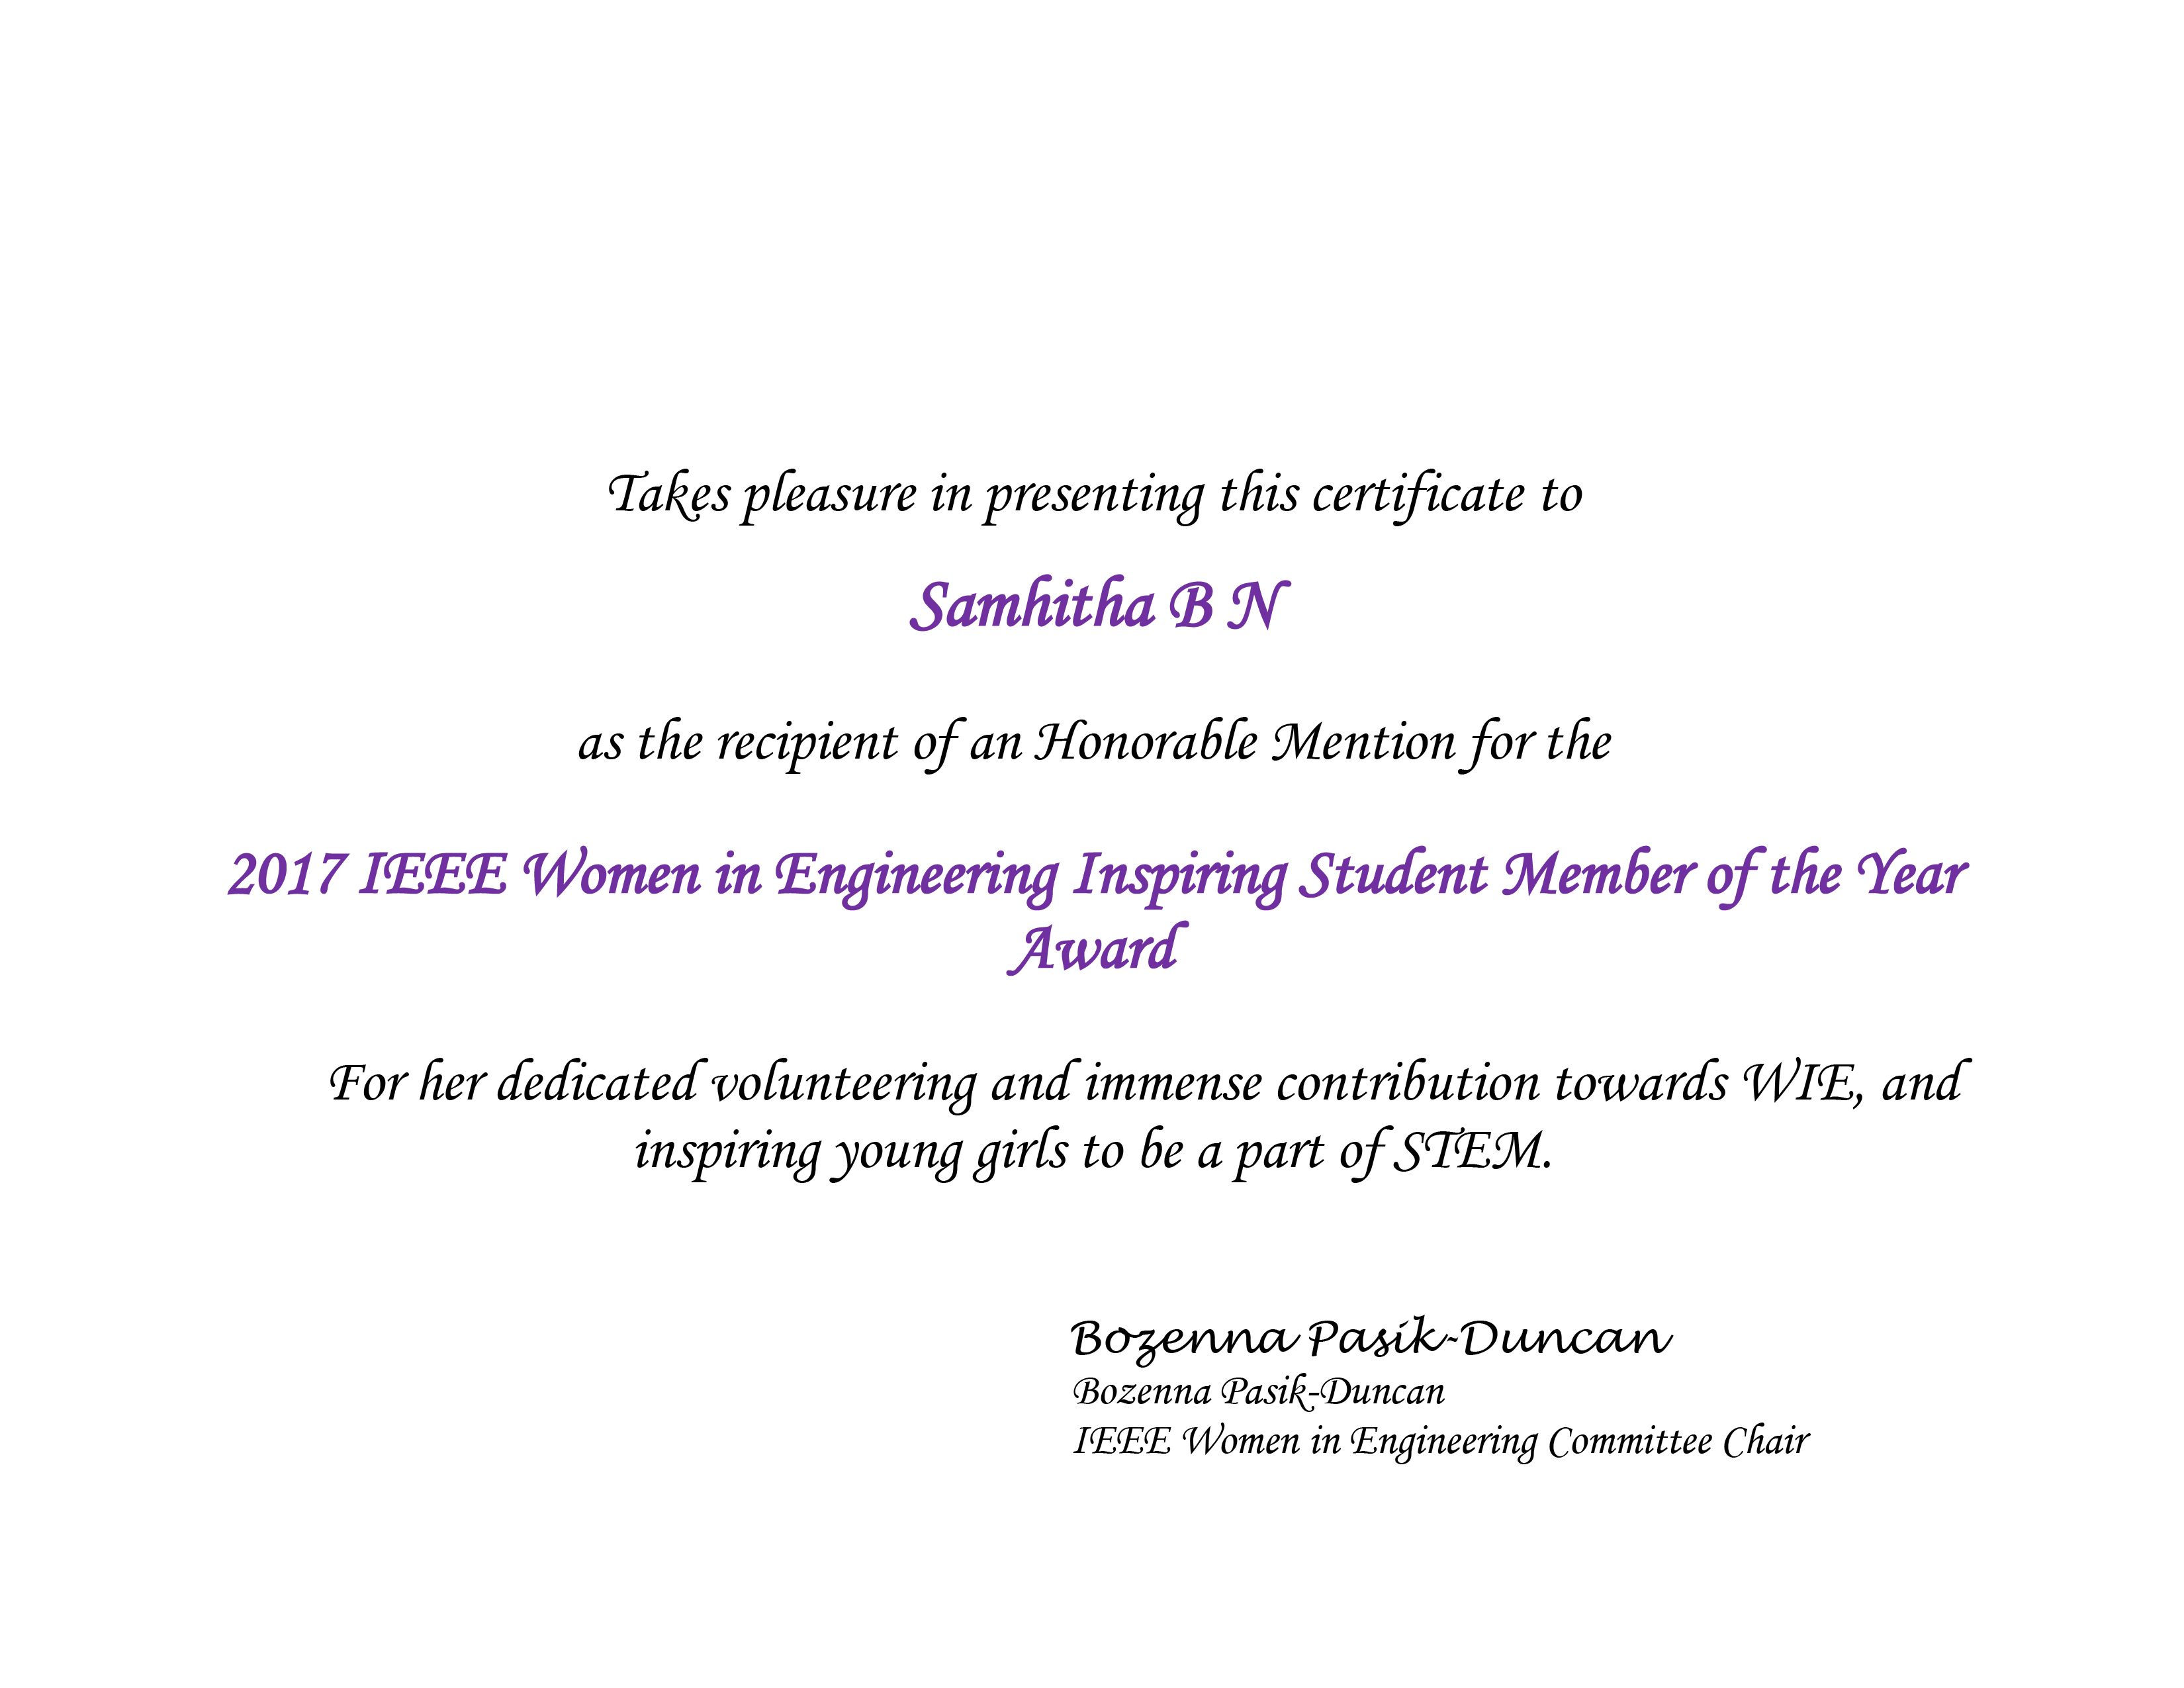 Takes pleasure in presenting this certificate to
Samhitha B N
as the recipient of an Honorable Mention for the
2017 IEEE Women in Engineering Inspiring Student Member of the Year
Award
For her dedicated volunteering and immense contribution towards WIE, and
inspiring young girls to be a part of STEM.
Bozenna Pasik-Duncan
Bozenna Pasik-Duncan
IEEE Women in Engineering Committee Chair